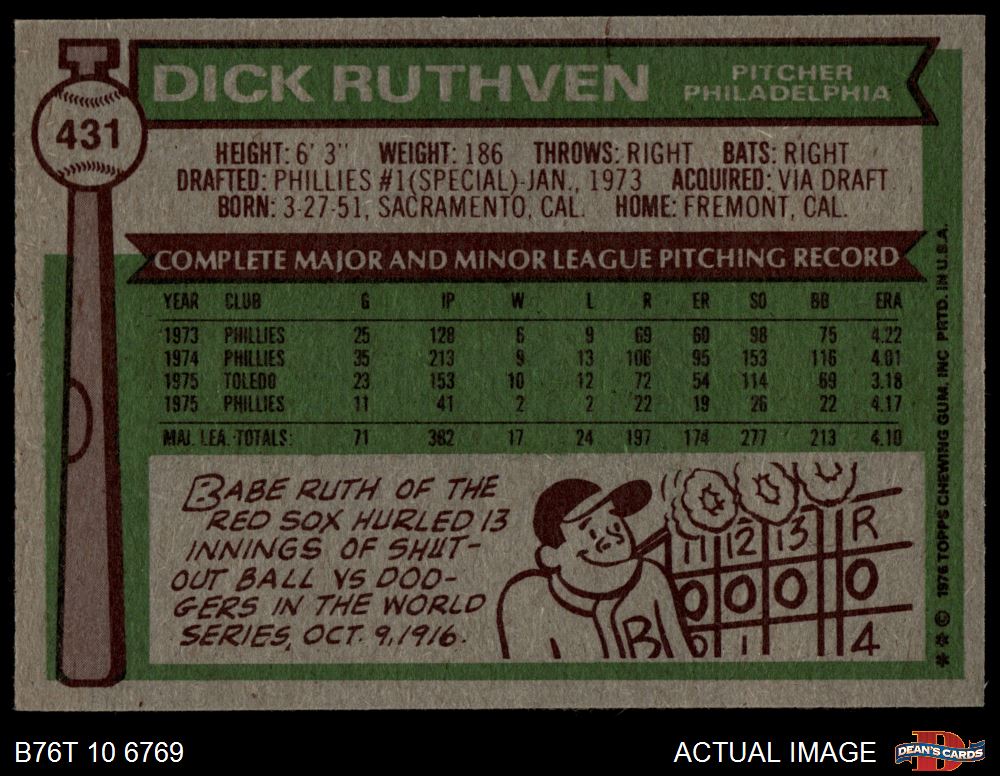 DICK RUTHVEN
PITCHER
PHILADELPHIA
431
HEIGHT: 6' 3" WEIGHT: 186 THROWS: RIGHT BATS: RIGHT
DRAFTED: PHILLIES #1(SPECIAL)-JAN., 1973 ACQUIRED: VIA DRAFT
BORN: 3-27-51, SACRAMENTO, CAL. HOME: FREMONT, CAL.
COMPLETE MAJOR AND MINOR LEAGUE PITCHING RECORD
YEAR CLUB G IP W L R ER SO BB ERA
1973 PHILLIES 25 128 6 9 69 60 98 75 4.22
1974 PHILLIES 35 213 9 13 106 95 153 116 4.01
1975 TOLEDO 23 153 10 12 72 54 114 69 3.18
1975 PHILLIES 11 41 2 2 22 19 26 22 4.17
MAJ. LEA. TOTALS: 71 382 17 24 197 174 277 213 4.10
BABE RUTH OF THE
RED SOX HURLED 13
INNINGS OF SHUT-
OUT BALL VS DOD-
GERS IN THE WORLD
SERIES, OCT. 9, 1916.
11 12 13 R
0 0 0 0
0 1 4
B
** © 1976 TOPPS CHEWING GUM, INC PRTD. IN U.S.A.
B76T 10 6769
ACTUAL IMAGE
DEAN'S CARDS